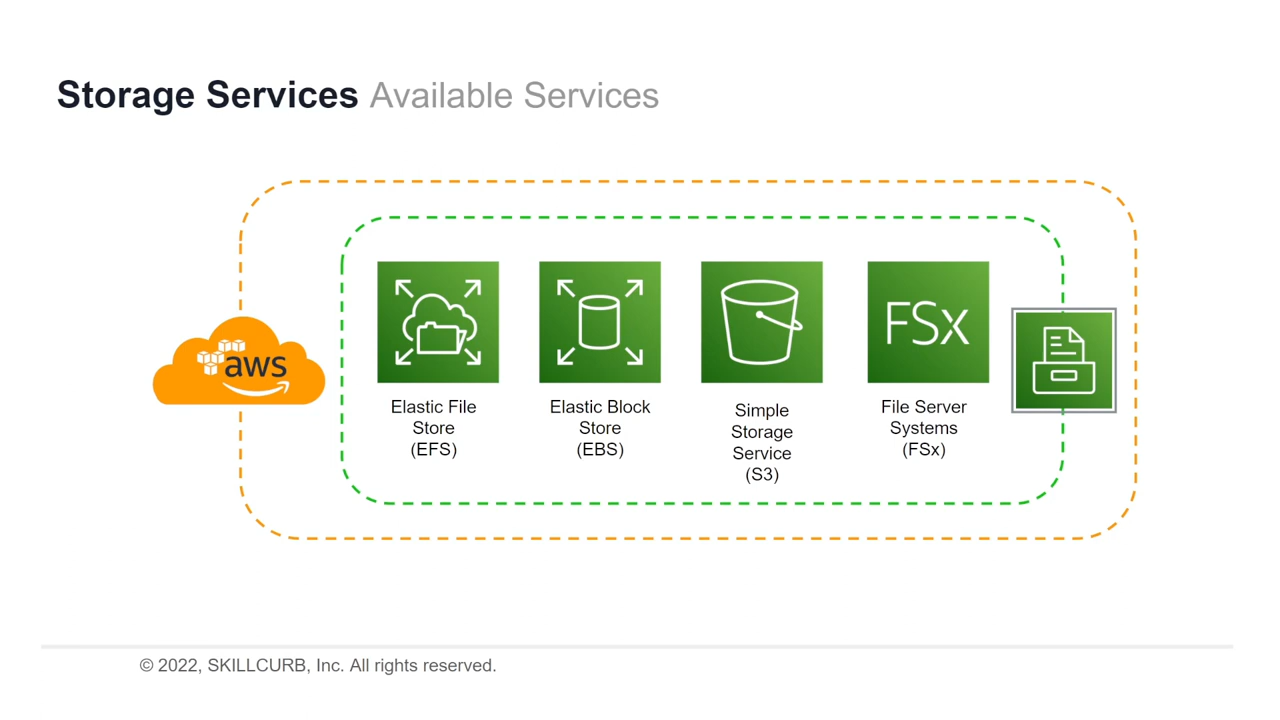 Storage Services Available Services
aws
Elastic File
Store
(EFS)
Elastic Block
Store
(EBS)
Simple
Storage
Service
(S3)
FSx
File Server
Systems
(FSx)
© 2022, SKILLCURB, Inc. All rights reserved.